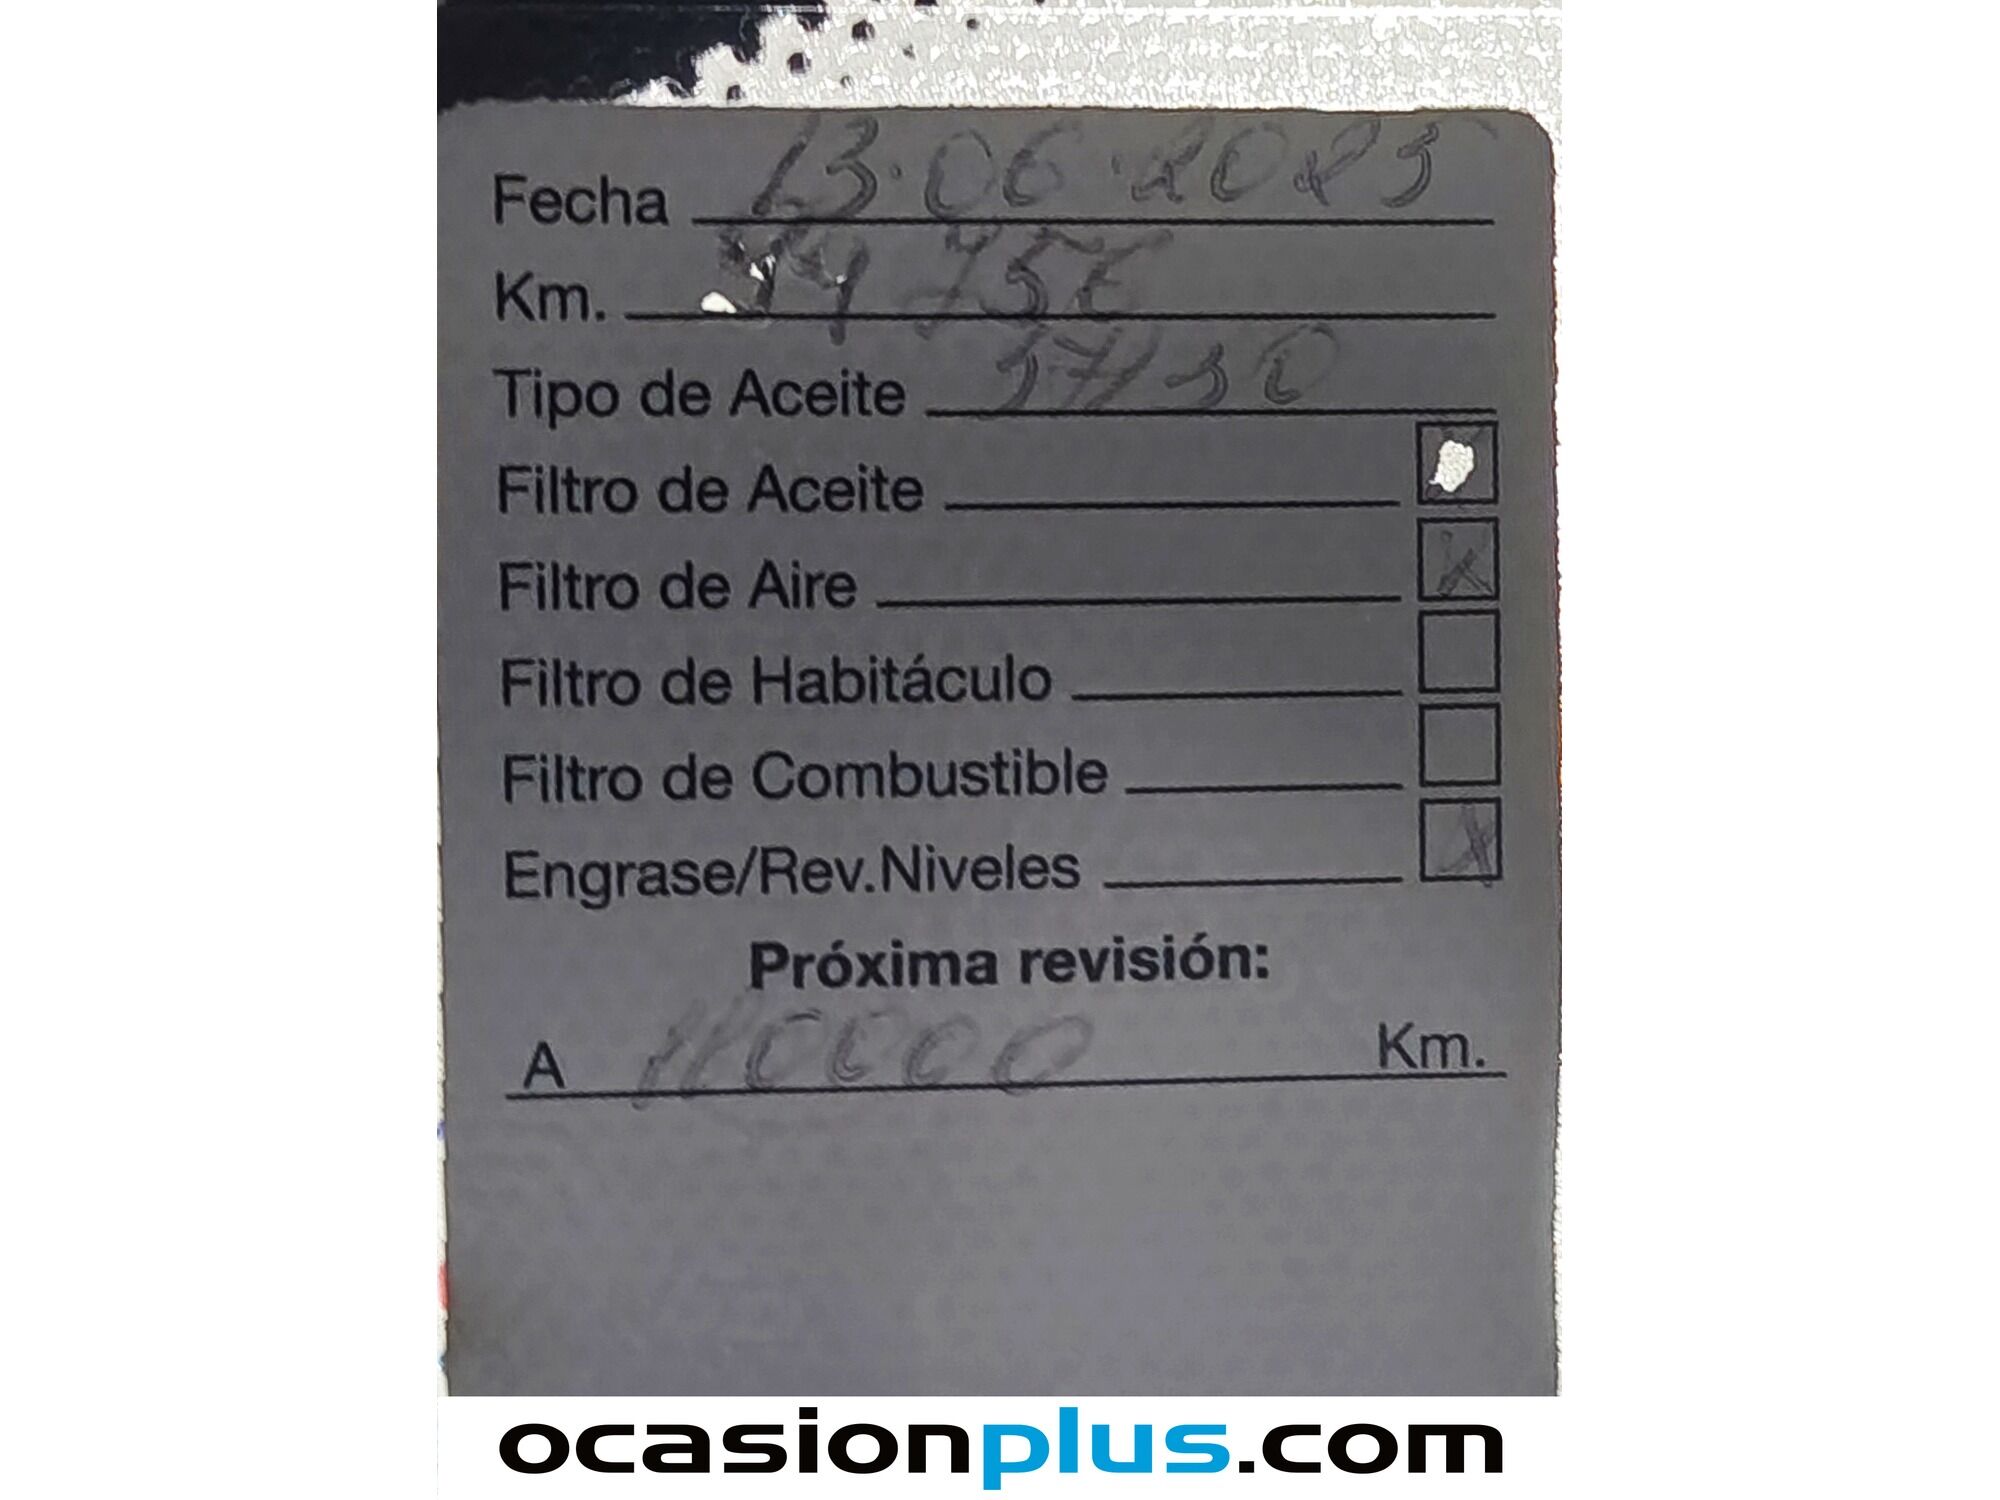 Fecha 13.06.2025
Km.
Tipo de Aceite
Filtro de Aceite
Filtro de Aire X
Filtro de Habitáculo
Filtro de Combustible
Engrase/Rev.Niveles X
Próxima revisión:
A 110000 Km.
ocasionplus.com